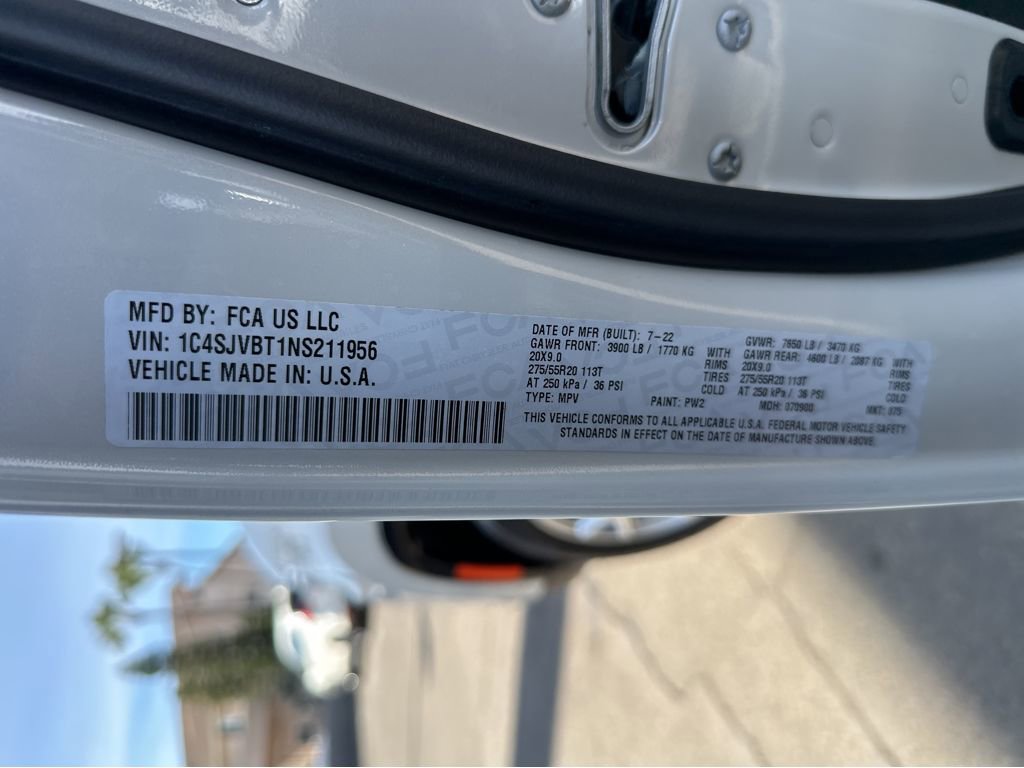 MFD BY: FCA US LLC
VIN: 1C4SJVBT1NS211956
VEHICLE MADE IN: U.S.A.
DATE OF MFR (BUILT): 7-22
GVWR: 7650 LB / 3470 KG
GAWR FRONT: 3900 LB / 1770 KG WITH
GAWR REAR: 4600 LB / 2087 KG WITH
20X9.0 RIMS
20X9.0 RIMS
275/55R20 113T TIRES
275/55R20 113T TIRES
AT 250 kPa / 36 PSI COLD
AT 250 kPa / 36 PSI COLD
TYPE: MPV
PAINT: PW2
MDH: 070900
MKT:
THIS VEHICLE CONFORMS TO ALL APPLICABLE U.S.A. FEDERAL MOTOR VEHICLE SAFETY
STANDARDS IN EFFECT ON THE DATE OF MANUFACTURE SHOWN ABOVE.